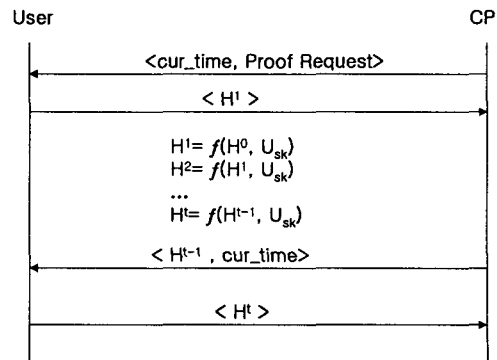 User CP
<cur_time, Proof Request>
< H¹ >
H¹= f(H⁰, U_sk)
H²= f(H¹, U_sk)
...
Hᵗ= f(Hᵗ⁻¹, U_sk)
< Hᵗ⁻¹ , cur_time>
< Hᵗ >